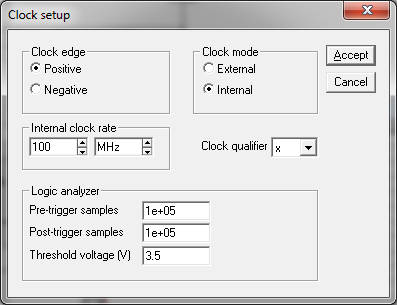 Clock setup
Clock edge
Positive
Negative
Clock mode
External
Internal
Accept
Cancel
Internal clock rate
100 MHz
Clock qualifier x
Logic analyzer
Pre-trigger samples 1e+05
Post-trigger samples 1e+05
Threshold voltage (V) 3.5